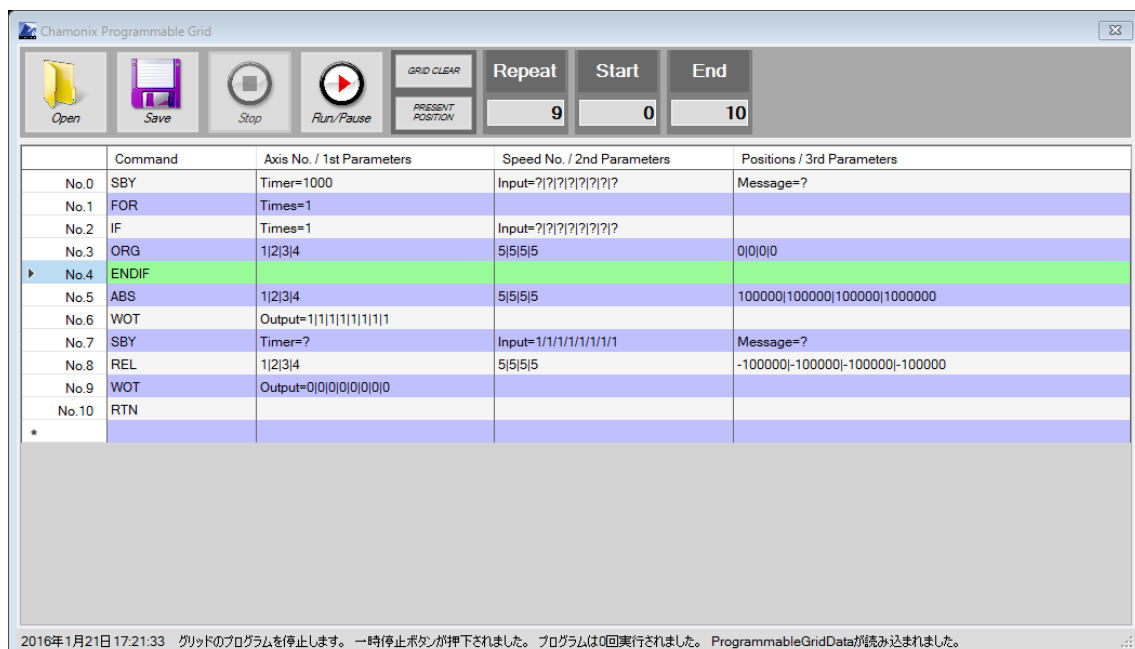 Chamonix Programmable Grid
Open Save Stop Run/Pause GRID CLEAR PRESENT POSITION Repeat Start End
9 0 10
Command Axis No. / 1st Parameters Speed No. / 2nd Parameters Positions / 3rd Parameters
No.0 SBY Timer=1000 Input=?|?|?|?|?|?|?|? Message=?
No.1 FOR Times=1
No.2 IF Times=1 Input=?|?|?|?|?|?|?|?
No.3 ORG 1|2|3|4 5|5|5|5 0|0|0|0
No.4 ENDIF
No.5 ABS 1|2|3|4 5|5|5|5 100000|100000|100000|1000000
No.6 WOT Output=1|1|1|1|1|1|1|1
No.7 SBY Timer=? Input=1/1/1/1/1/1/1/1 Message=?
No.8 REL 1|2|3|4 5|5|5|5 -100000|-100000|-100000|-100000
No.9 WOT Output=0|0|0|0|0|0|0|0
No.10 RTN
*
2016年1月21日 17:21:33 グリッドのプログラムを停止します。 一時停止ボタンが押下されました。 プログラムは0回実行されました。 ProgrammableGridDataが読み込まれました。